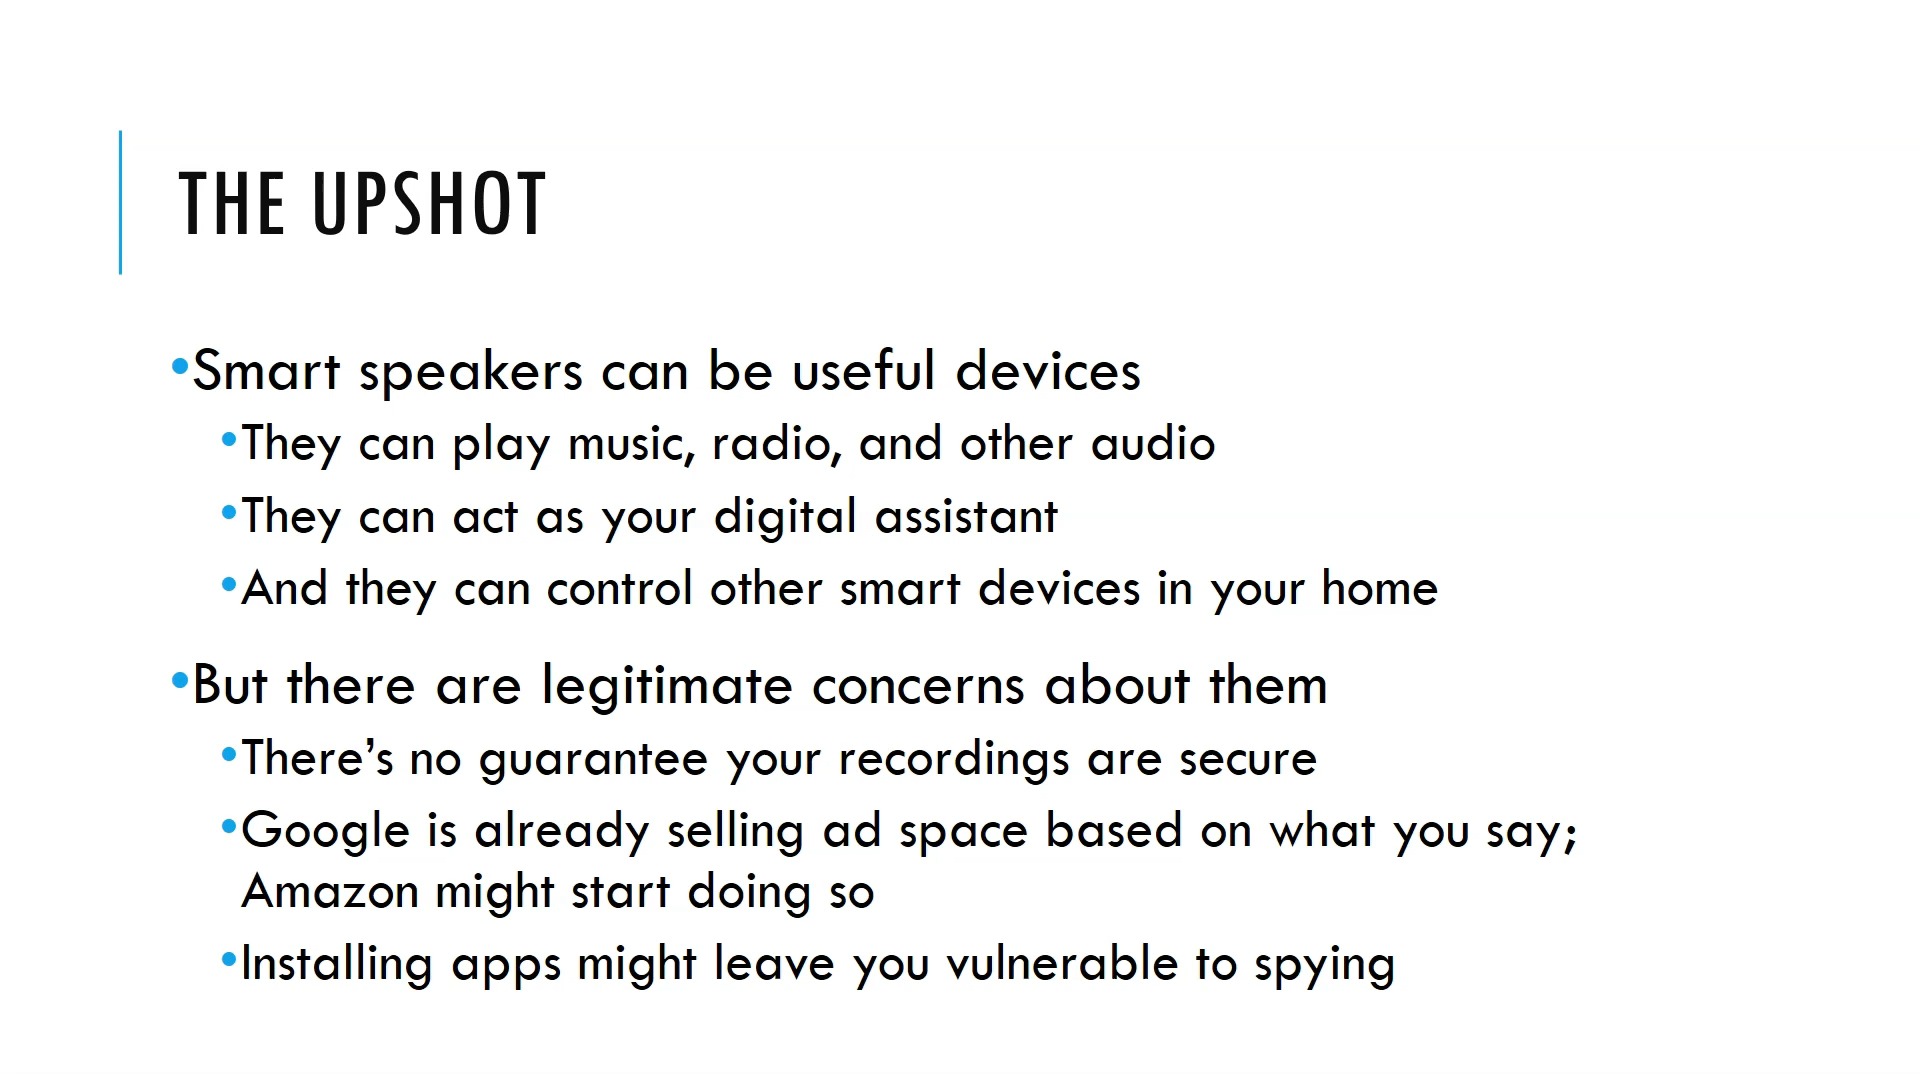 THE UPSHOT
•Smart speakers can be useful devices
•They can play music, radio, and other audio
•They can act as your digital assistant
•And they can control other smart devices in your home
•But there are legitimate concerns about them
•There’s no guarantee your recordings are secure
•Google is already selling ad space based on what you say;
Amazon might start doing so
•Installing apps might leave you vulnerable to spying